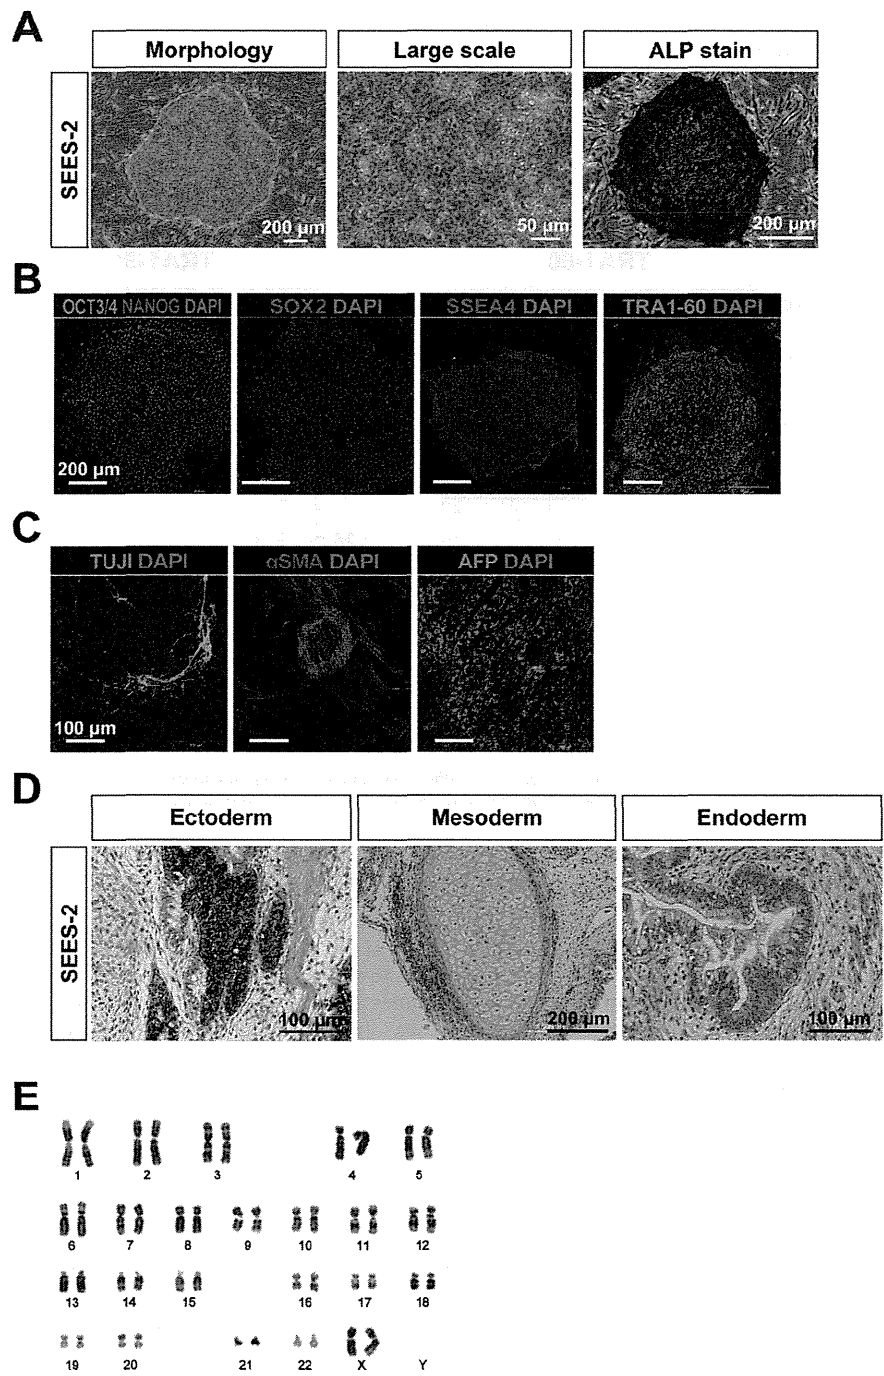 A
Morphology
Large scale
ALP stain
SEES-2
200 µm
50 µm
200 µm
B
OCT3/4 NANOG DAPI
SOX2 DAPI
SSEA4 DAPI
TRA1-60 DAPI
200 µm
C
TUJI DAPI
αSMA DAPI
AFP DAPI
100 µm
D
Ectoderm
Mesoderm
Endoderm
SEES-2
100 µm
200 µm
100 µm
E
1 2 3 4 5
6 7 8 9 10 11 12
13 14 15 16 17 18
19 20 21 22 X Y